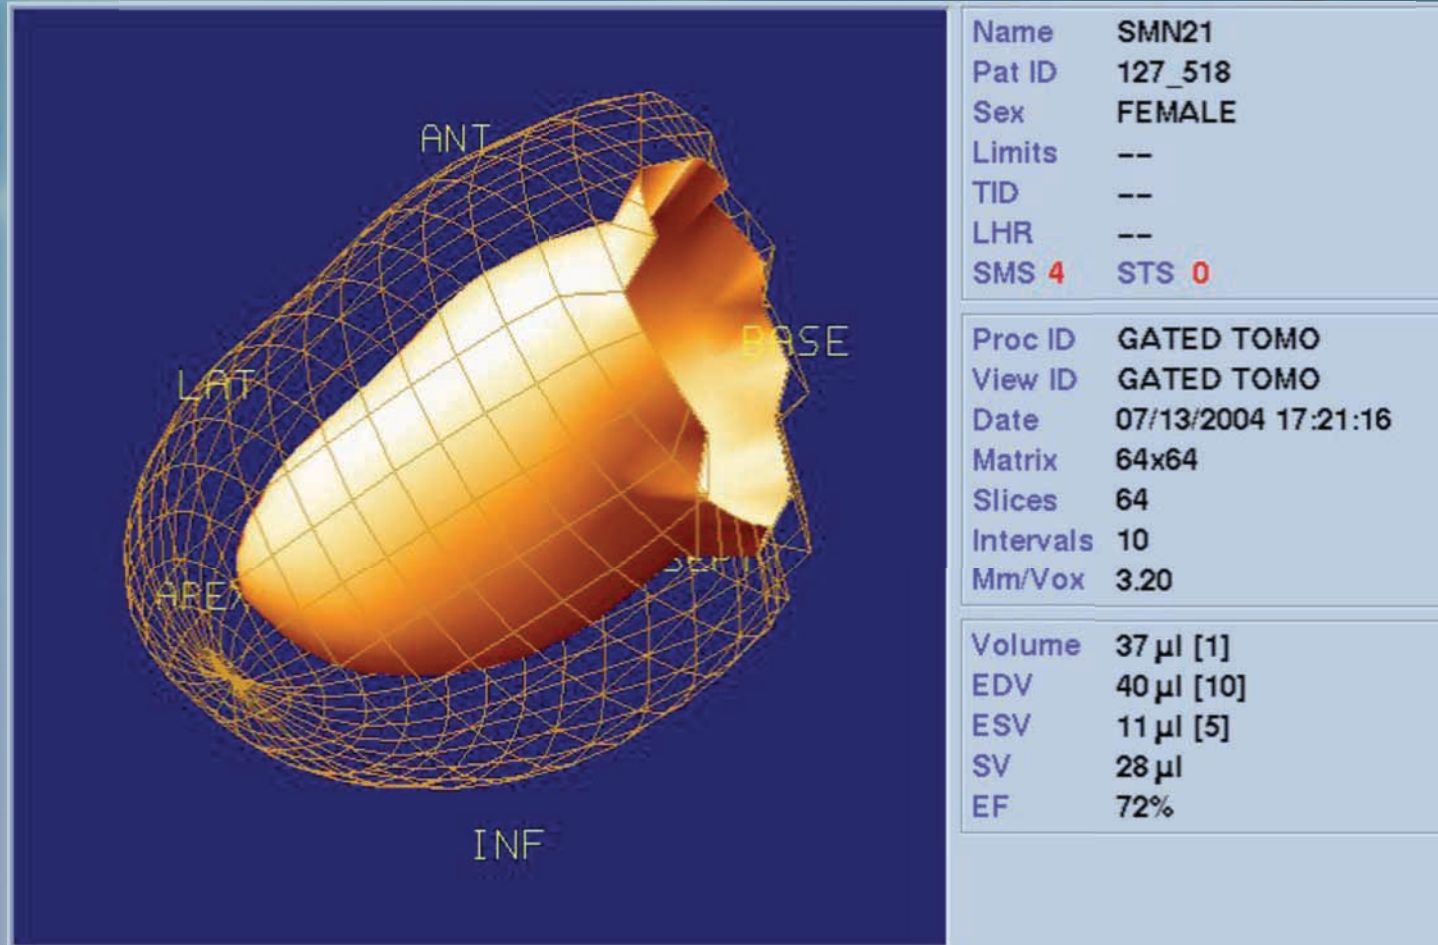 ANT
LAT
BASE
SEPT
APEX
INF
Name SMN21
Pat ID 127_518
Sex FEMALE
Limits --
TID --
LHR --
SMS 4 STS 0
Proc ID GATED TOMO
View ID GATED TOMO
Date 07/13/2004 17:21:16
Matrix 64x64
Slices 64
Intervals 10
Mm/Vox 3.20
Volume 37 µl [1]
EDV 40 µl [10]
ESV 11 µl [5]
SV 28 µl
EF 72%